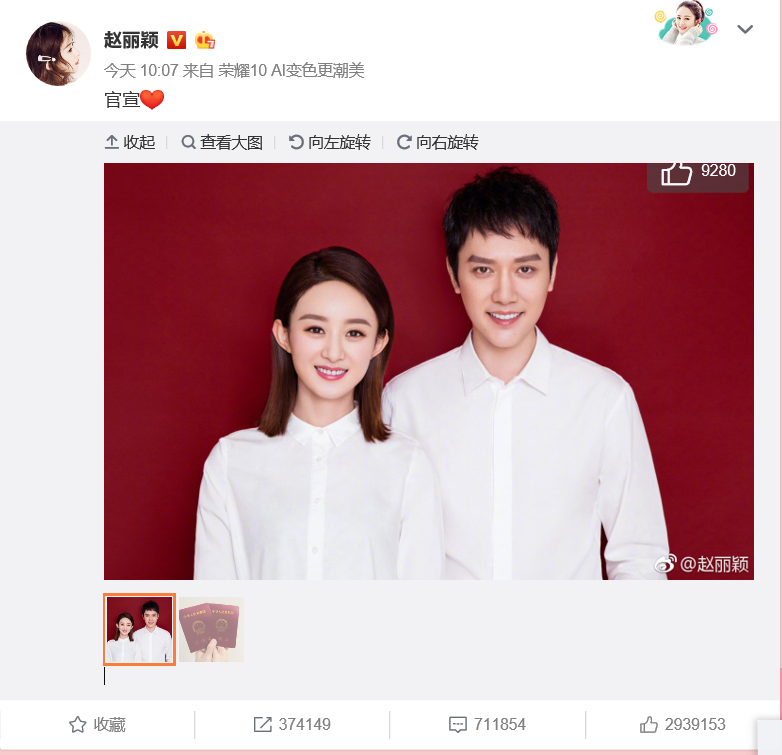 赵丽颖
今天 10:07 来自 荣耀10 AI变色更潮美
官宣❤️
收起 查看大图 向左旋转 向右旋转
9280
@赵丽颖
收藏 374149 711854 2939153